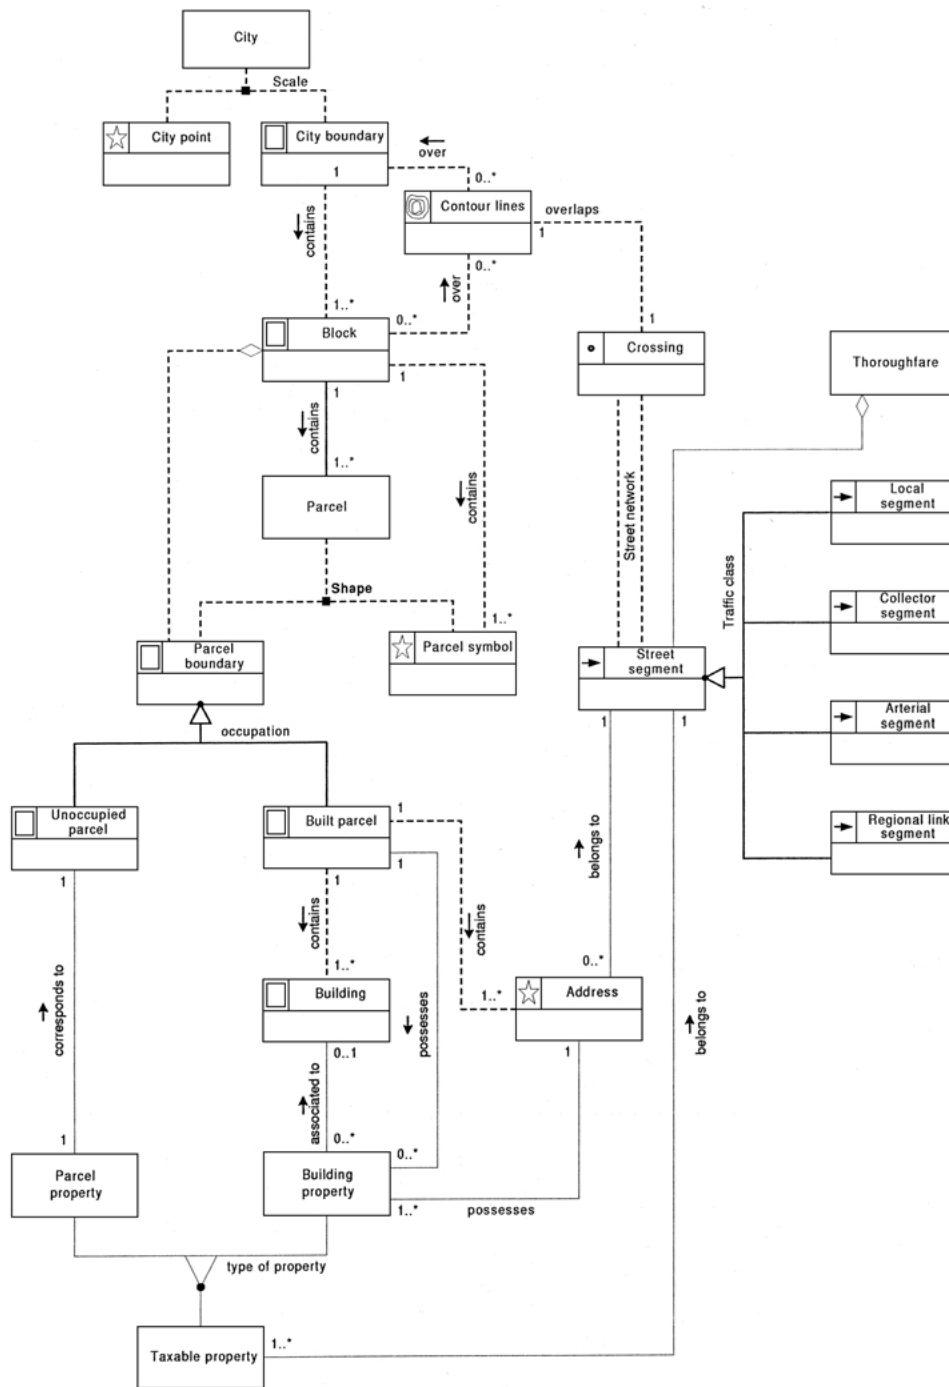 City
Scale
City point
City boundary
1
over
0..*
Contour lines
overlaps
1
contains
0..*
over
1..*
0..*
1
Block
Crossing
Thoroughfare
1
1
contains
1..*
Parcel
contains
Street network
Local
segment
Traffic class
Collector
segment
Shape
1..*
Parcel
boundary
Parcel symbol
Street
segment
1
1
Arterial
segment
occupation
Unoccupied
parcel
1
Built parcel
1
1
1
Regional link
segment
belongs to
contains
contains
1..*
0..*
Building
1..*
Address
0..1
1
corresponds to
possesses
belongs to
associated to
1
0..*
0..*
Parcel
property
Building
property
1..*
possesses
type of property
Taxable property
1..*